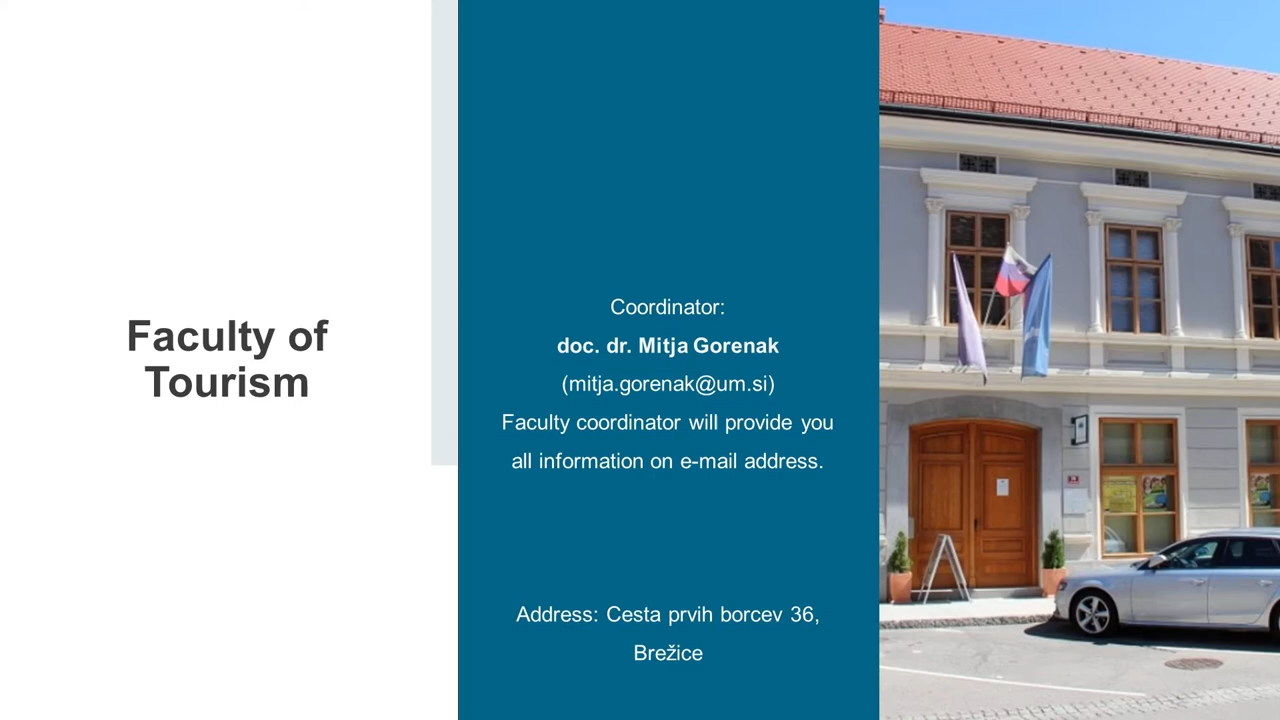 Faculty of
Tourism
Coordinator:
doc. dr. Mitja Gorenak
(mitja.gorenak@um.si)
Faculty coordinator will provide you
all information on e-mail address.
Address: Cesta prvih borcev 36,
Brežice